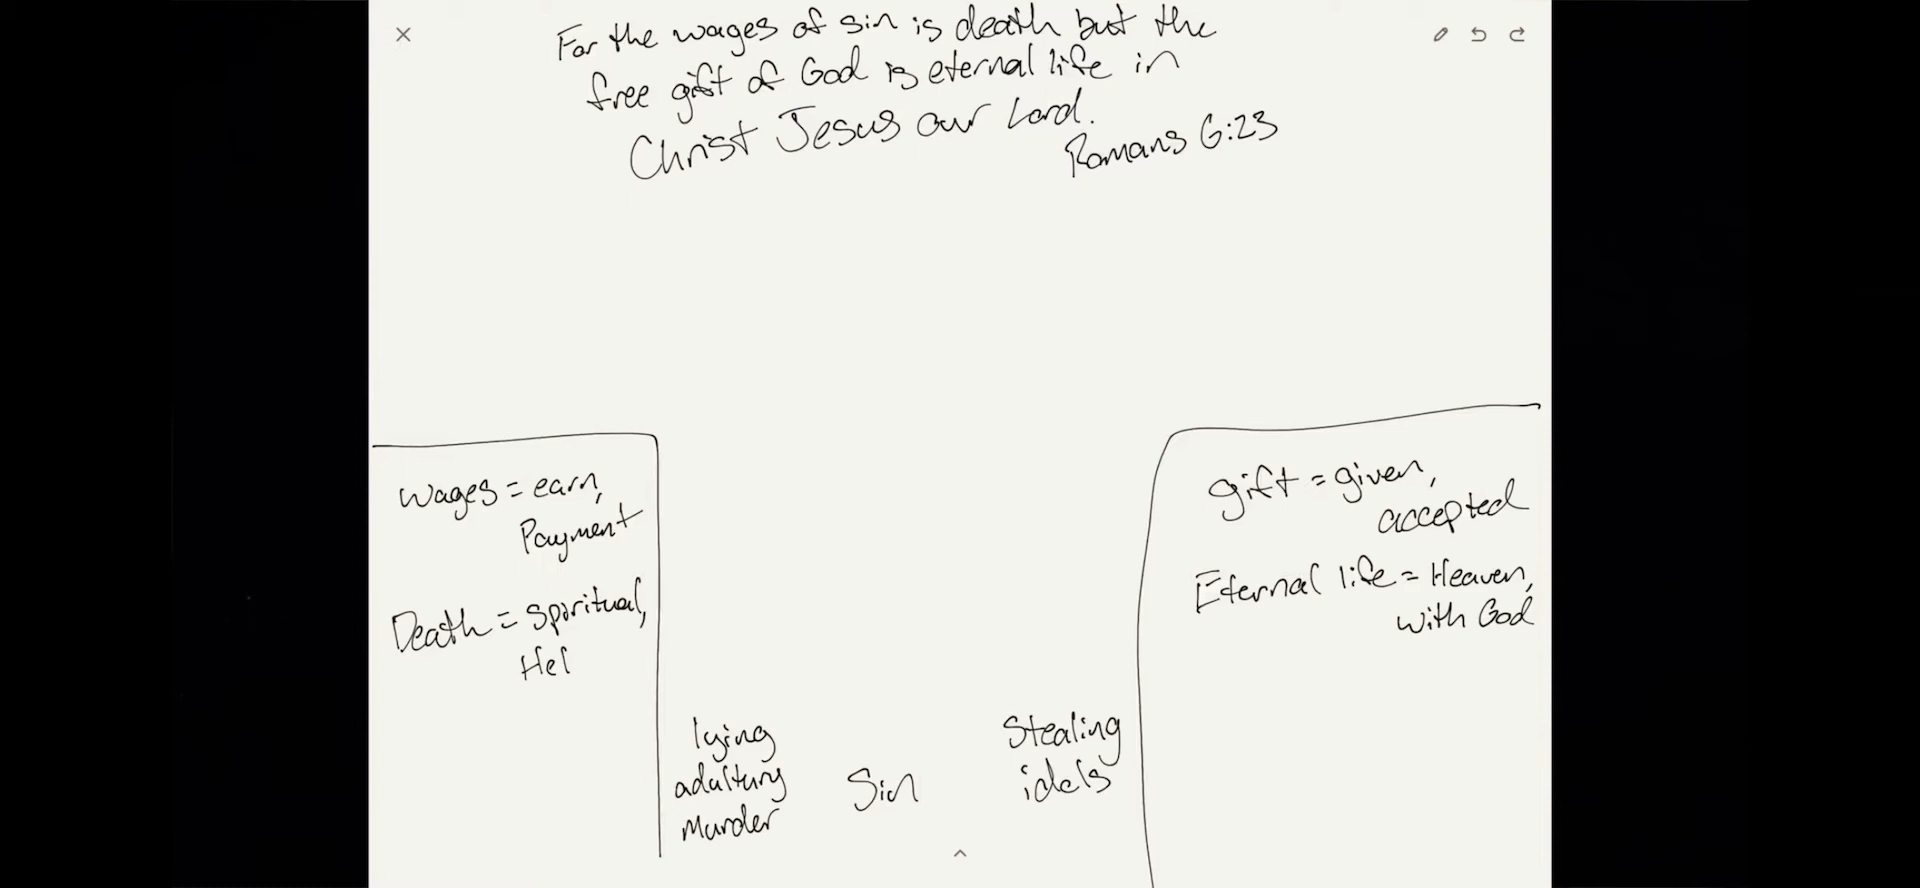 For the wages of sin is death but the
free gift of God is eternal life in
Christ Jesus our Lord.
Romans 6:23
Wages = earn,
Payment
Death = spiritual,
Hel
gift = given,
accepted
Eternal life = Heaven,
with God
lying
adultury
murder
Sin
Stealing
idols